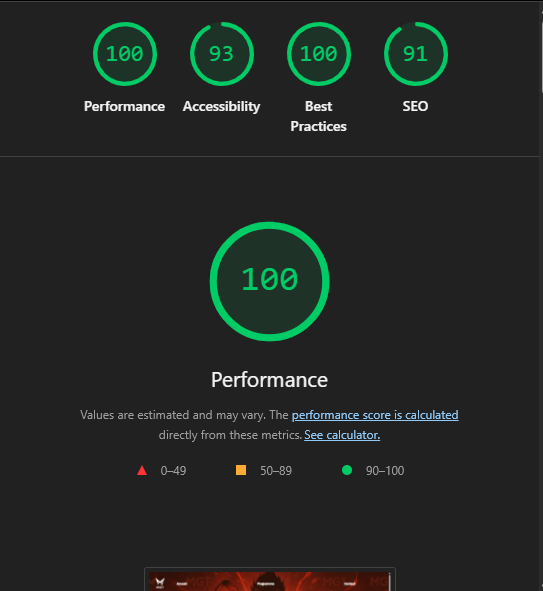 100
93
100
91
Performance
Accessibility
Best
Practices
SEO
100
Performance
Values are estimated and may vary. The performance score is calculated
directly from these metrics. See calculator.
0–49
50–89
90–100